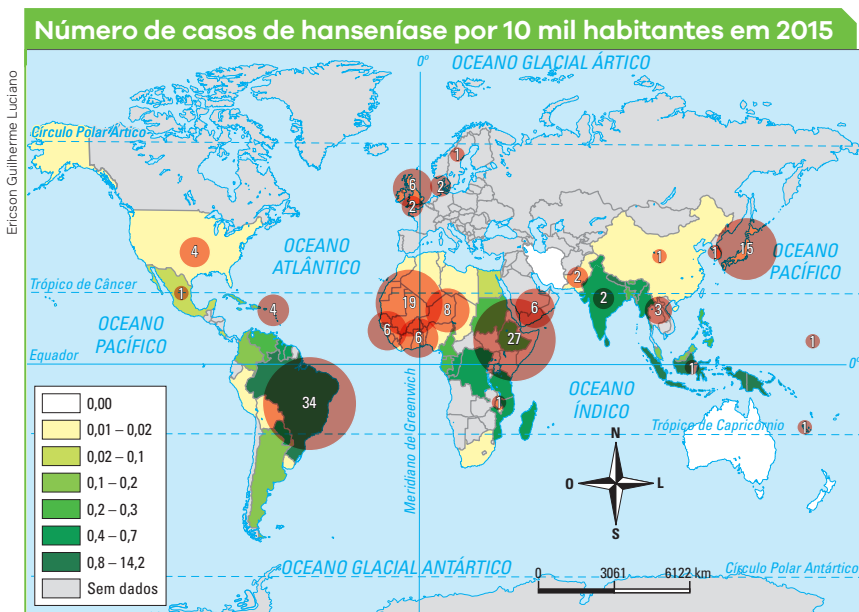 Número de casos de hanseníase por 10 mil habitantes em 2015
Ericson Guilherme Luciano
0º
OCEANO GLACIAL ÁRTICO
Círculo Polar Ártico
1
6
2
2
OCEANO
ATLÂNTICO
4
1
15
OCEANO
PACÍFICO
1
2
Trópico de Câncer
1
4
19
8
6
2
3
OCEANO
PACÍFICO
6
6
27
1
Equador
0º
1
34
1
OCEANO
ÍNDICO
Meridiano de Greenwich
Trópico de Capricórnio
1
0,00
0,01 – 0,02
0,02 – 0,1
0,1 – 0,2
0,2 – 0,3
0,4 – 0,7
0,8 – 14,2
Sem dados
N
O
L
S
OCEANO GLACIAL ANTÁRTICO
0
3061
6122 km
Círculo Polar Antártico